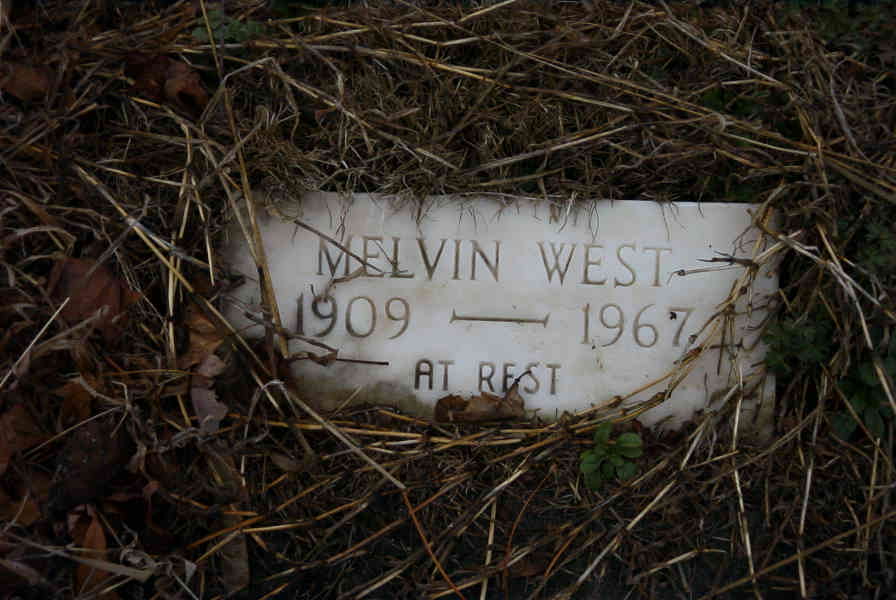 MELVIN WEST
1909 — 1967
AT REST